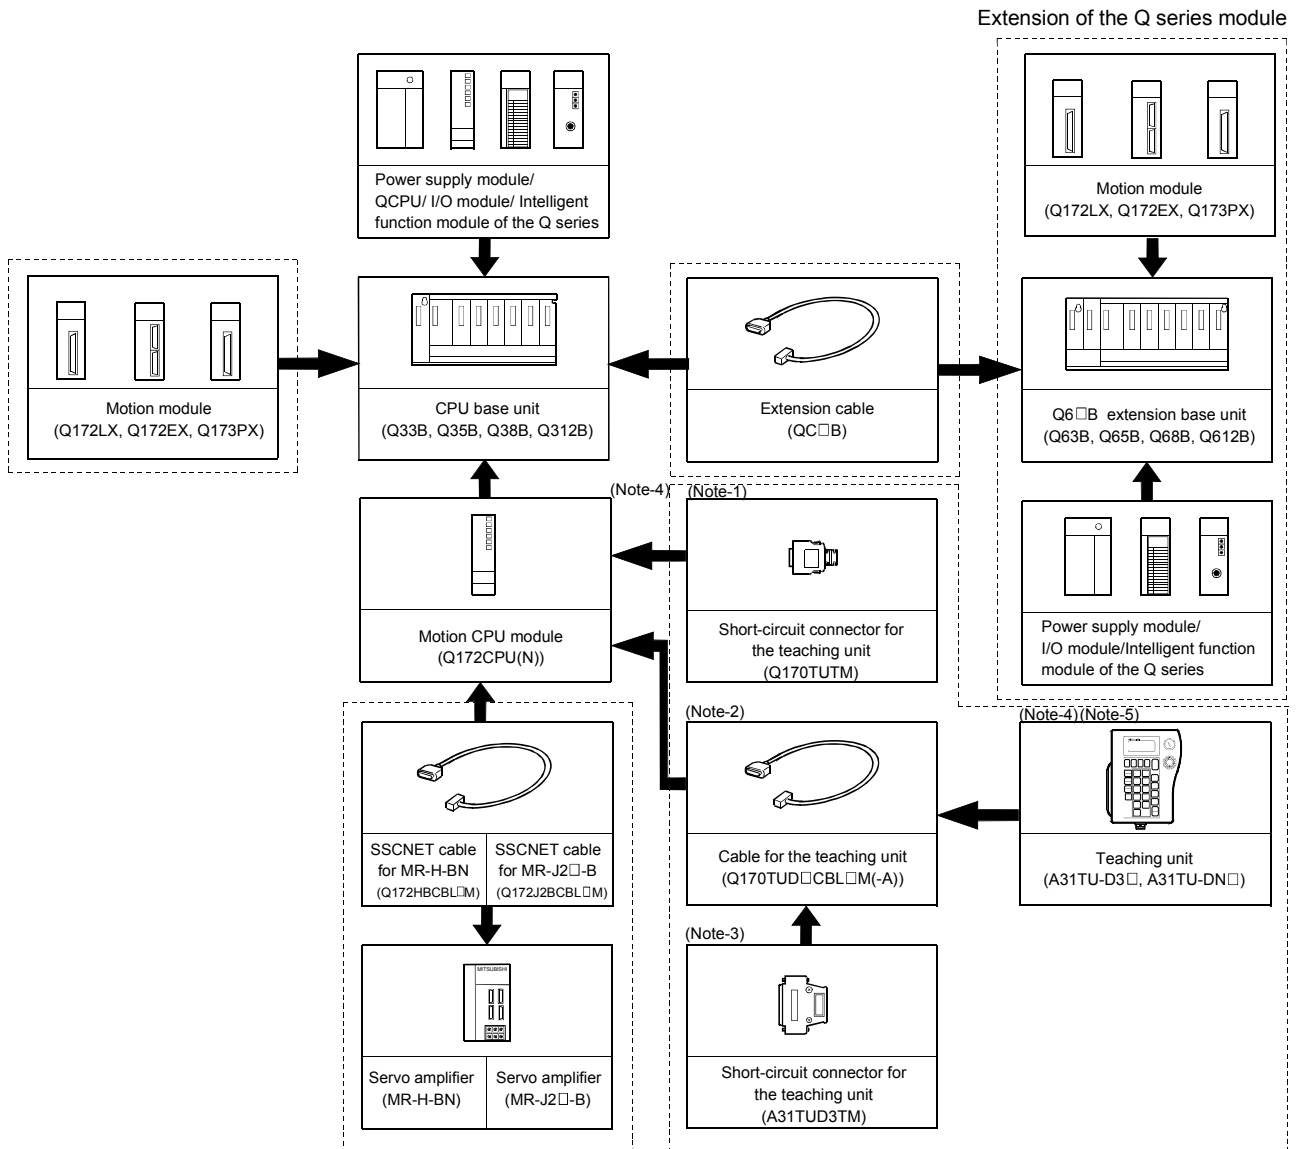 Extension of the Q series module
Power supply module/
QCPU/ I/O module/ Intelligent
function module of the Q series
Motion module
(Q172LX, Q172EX, Q173PX)
Motion module
(Q172LX, Q172EX, Q173PX)
CPU base unit
(Q33B, Q35B, Q38B, Q312B)
Extension cable
(QC□B)
Q6□B extension base unit
(Q63B, Q65B, Q68B, Q612B)
(Note-4)
(Note-1)
Motion CPU module
(Q172CPU(N))
Short-circuit connector for
the teaching unit
(Q170TUTM)
Power supply module/
I/O module/Intelligent function
module of the Q series
(Note-2)
(Note-4)(Note-5)
SSCNET cable
for MR-H-BN
(Q172HBCBL□M)
SSCNET cable
for MR-J2□-B
(Q172J2BCBL□M)
Cable for the teaching unit
(Q170TUD□CBL□M(-A))
Teaching unit
(A31TU-D3□, A31TU-DN□)
(Note-3)
MITSUBISHI
Servo amplifier
(MR-H-BN)
Servo amplifier
(MR-J2□-B)
Short-circuit connector for
the teaching unit
(A31TUD3TM)